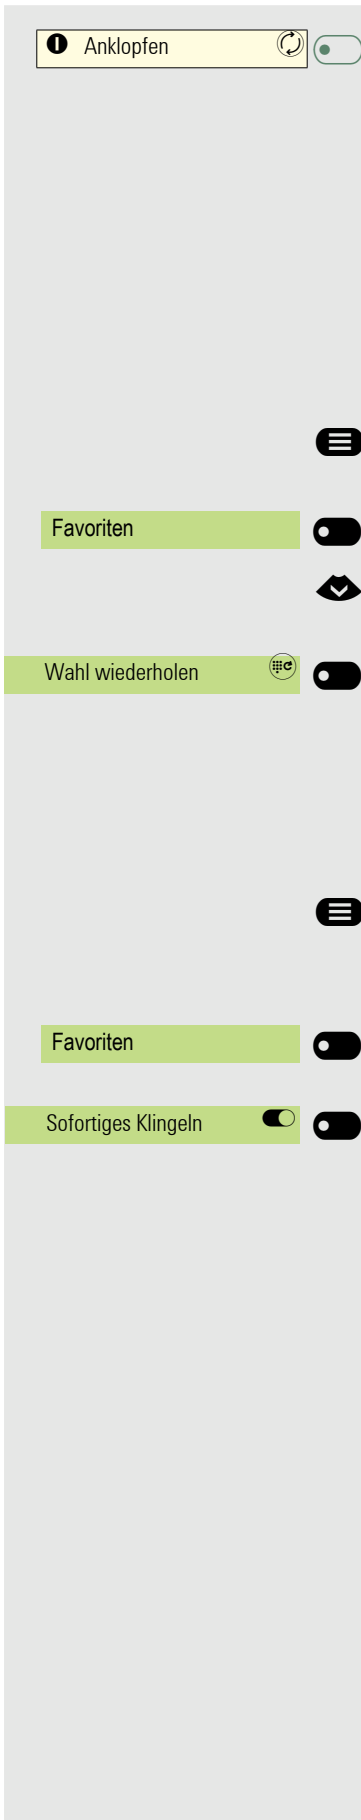 Anklopfen
Favoriten
Wahl wiederholen
Favoriten
Sofortiges Klingeln